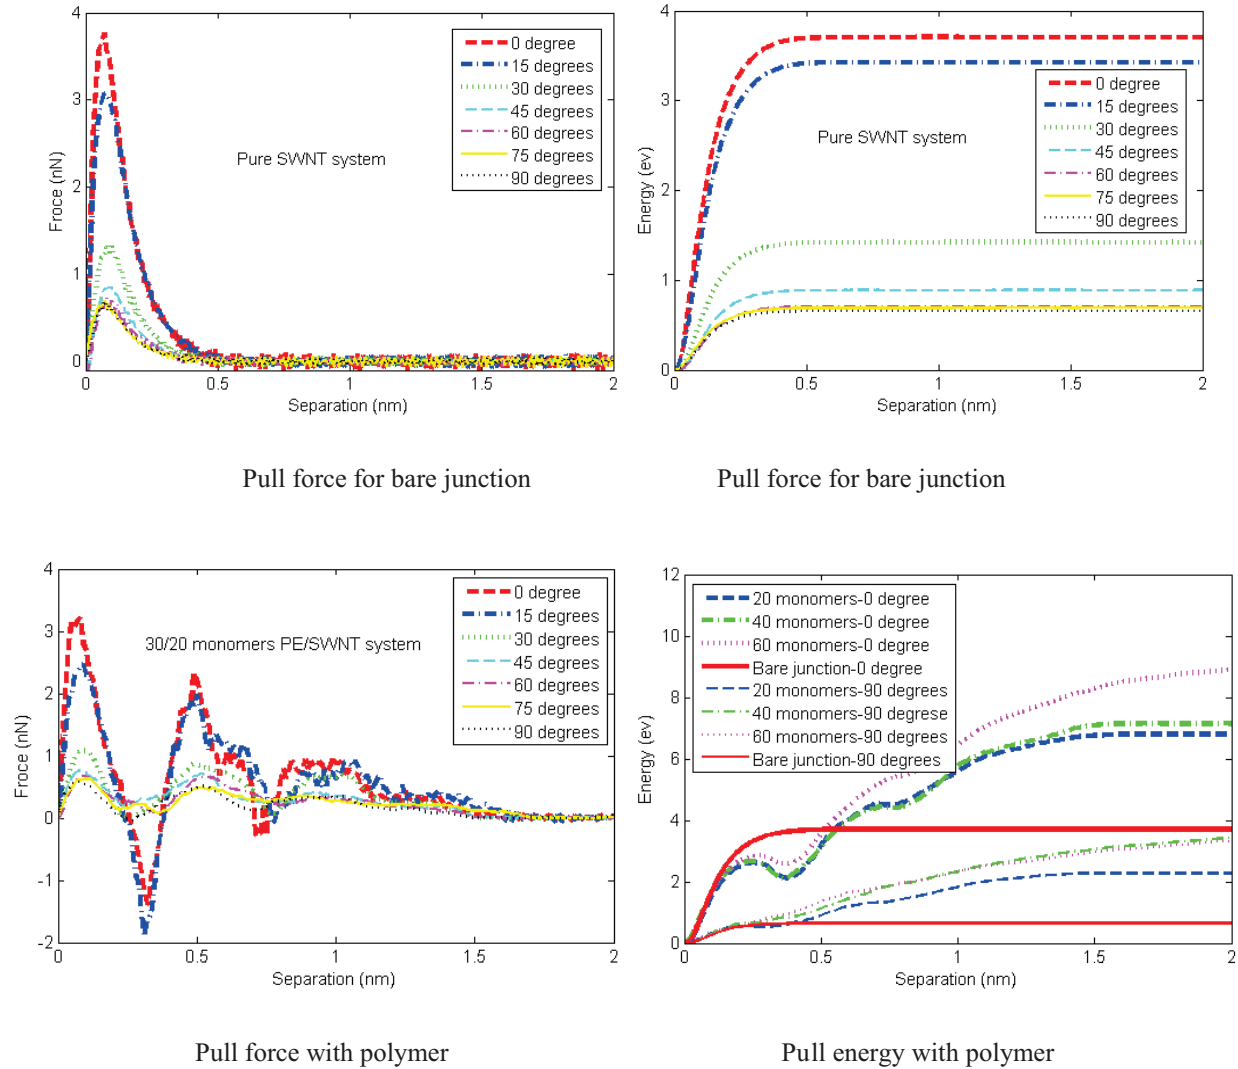 4
3
2
1
0
0
0.5
1
1.5
2
Froce (nN)
Separation (nm)
Pure SWNT system
0 degree
15 degrees
30 degrees
45 degrees
60 degrees
75 degrees
90 degrees
Pull force for bare junction
4
3
2
1
0
0
0.5
1
1.5
2
Energy (ev)
Separation (nm)
Pure SWNT system
0 degree
15 degrees
30 degrees
45 degrees
60 degrees
75 degrees
90 degrees
Pull force for bare junction
4
3
2
1
0
-1
-2
0
0.5
1
1.5
2
Froce (nN)
Separation (nm)
30/20 monomers PE/SWNT system
0 degree
15 degrees
30 degrees
45 degrees
60 degrees
75 degrees
90 degrees
Pull force with polymer
12
10
8
6
4
2
0
0
0.5
1
1.5
2
Energy (ev)
Separation (nm)
20 monomers-0 degree
40 monomers-0 degree
60 monomers-0 degree
Bare junction-0 degree
20 monomers-90 degrees
40 monomers-90 degrese
60 monomers-90 degrees
Bare junction-90 degrees
Pull energy with polymer